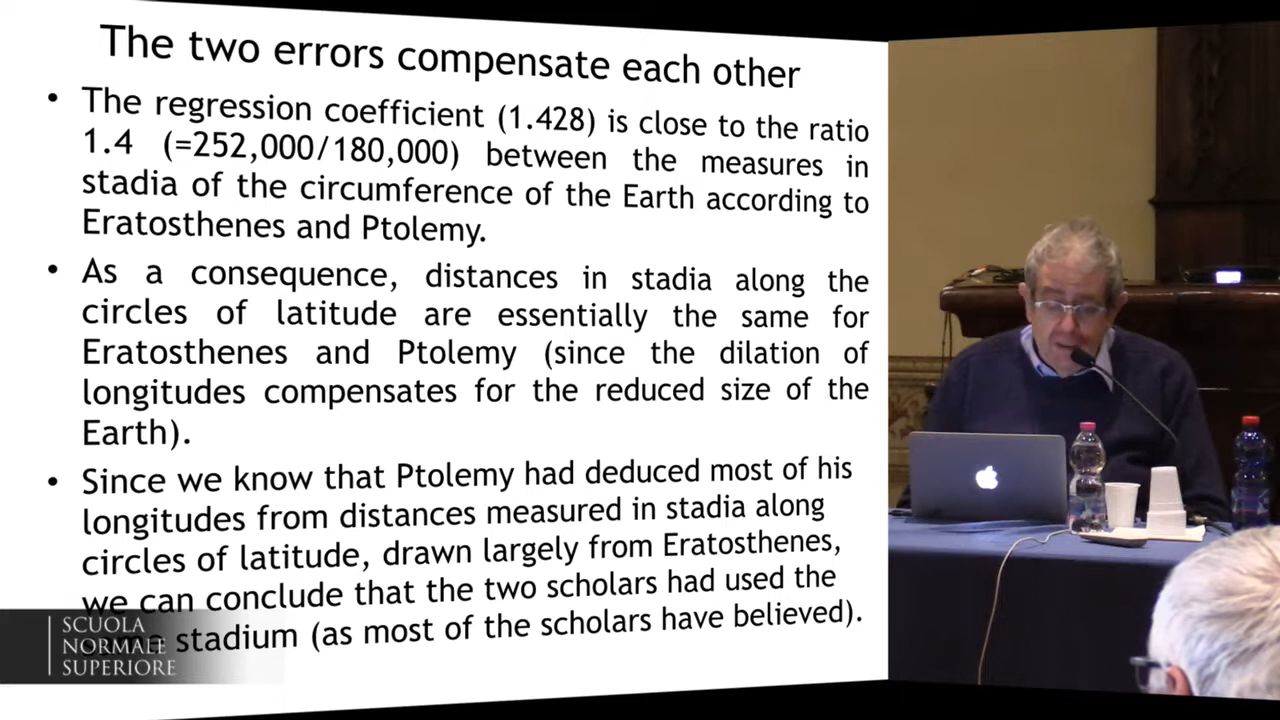 The two errors compensate each other
• The regression coefficient (1.428) is close to the ratio
1.4 (=252,000/180,000) between the measures in
stadia of the circumference of the Earth according to
Eratosthenes and Ptolemy.
• As a consequence, distances in stadia along the
circles of latitude are essentially the same for
Eratosthenes and Ptolemy (since the dilation of
longitudes compensates for the reduced size of the
Earth).
• Since we know that Ptolemy had deduced most of his
longitudes from distances measured in stadia along
circles of latitude, drawn largely from Eratosthenes,
we can conclude that the two scholars had used the
same stadium (as most of the scholars have believed).
SCUOLA
NORMALE
SUPERIORE